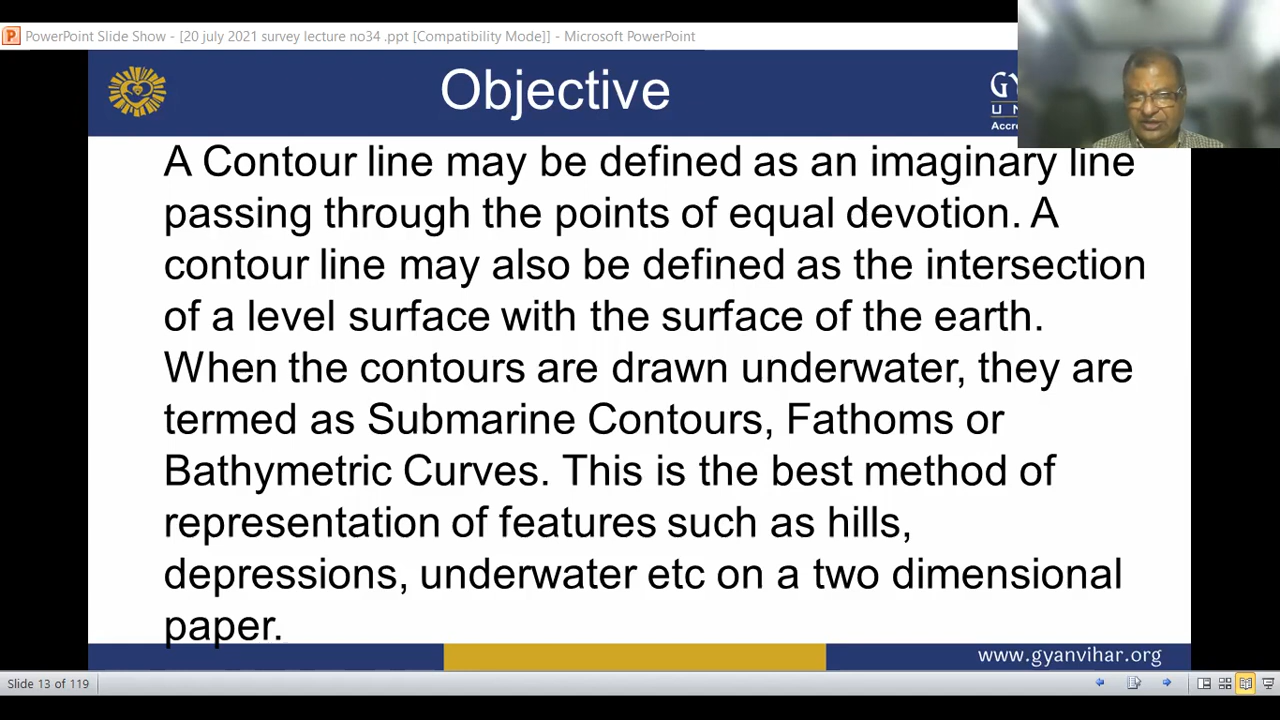 PowerPoint Slide Show - [20 july 2021 survey lecture no34 .ppt [Compatibility Mode]] - Microsoft PowerPoint
Objective
A Contour line may be defined as an imaginary line
passing through the points of equal devotion. A
contour line may also be defined as the intersection
of a level surface with the surface of the earth.
When the contours are drawn underwater, they are
termed as Submarine Contours, Fathoms or
Bathymetric Curves. This is the best method of
representation of features such as hills,
depressions, underwater etc on a two dimensional
paper.
www.gyanvihar.org
Slide 13 of 119